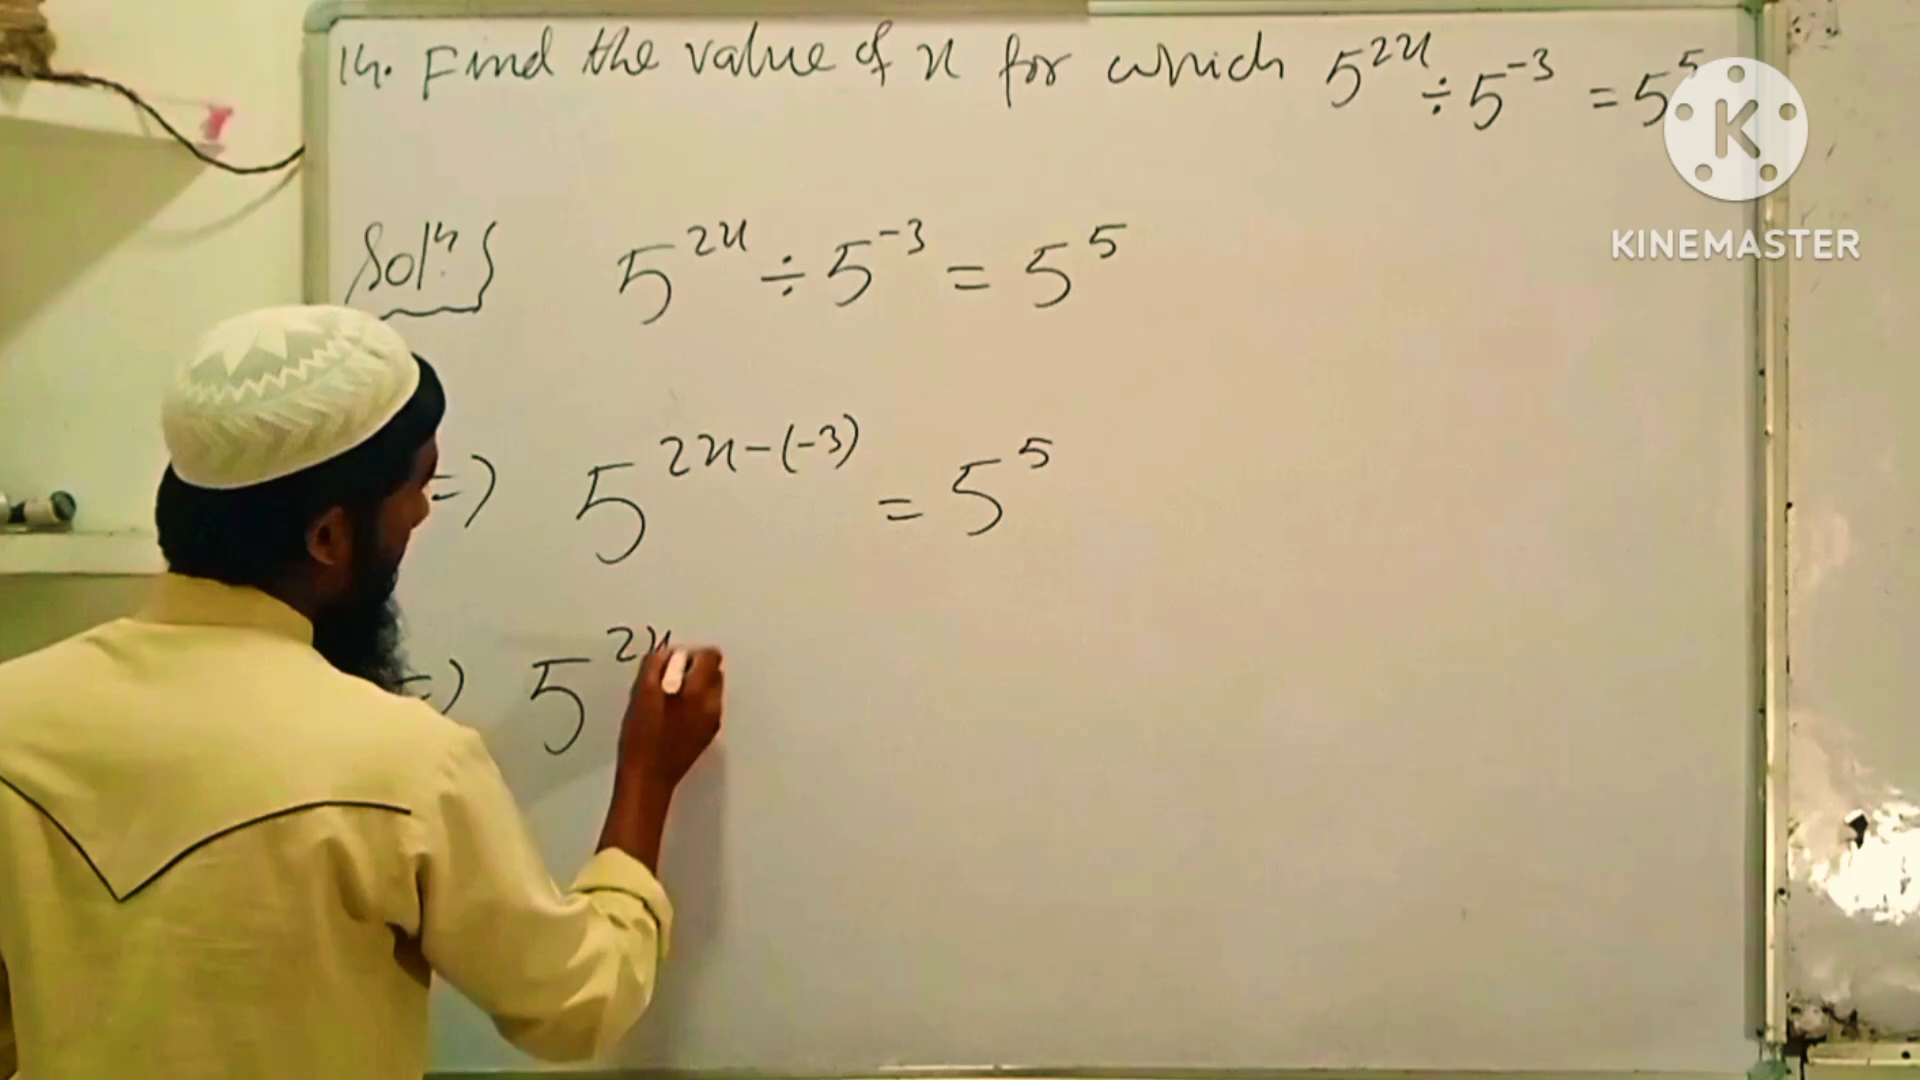 14. Find the value of x for which 5^{2x} ÷ 5^{-3} = 5^5
K
KINEMASTER
Solⁿ. 5^{2x} ÷ 5^{-3} = 5^5
=) 5^{2x-(-3)} = 5^5
=) 5^{2x